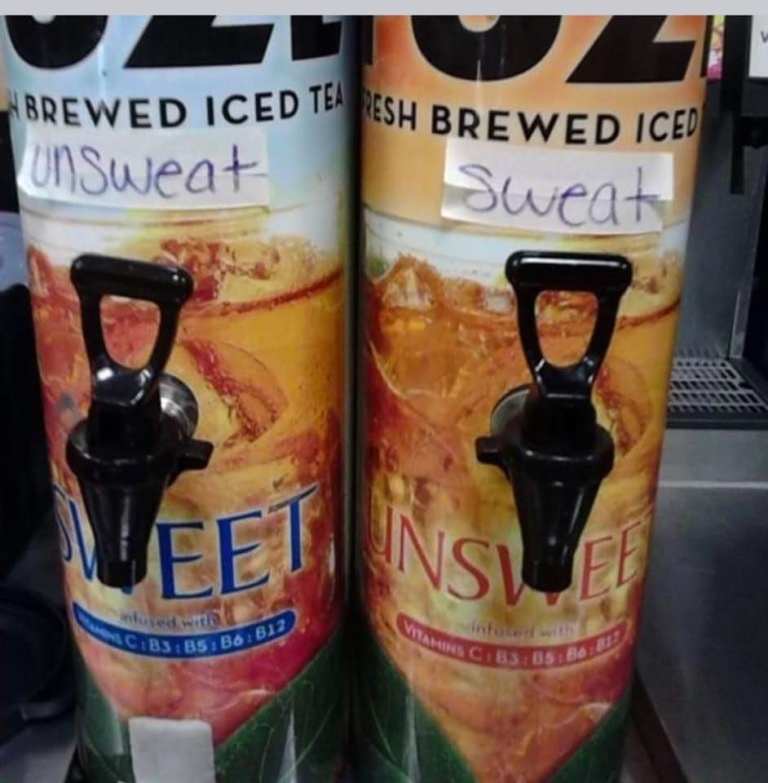 BREWED ICED TEA
unsweat
SWEET
infused with
VITAMINS C : B3 : B5 : B6 : B12
RESH BREWED ICED
sweat
UNSWEE
infused with
VITAMINS C : B3 : B5 : B6 : B12